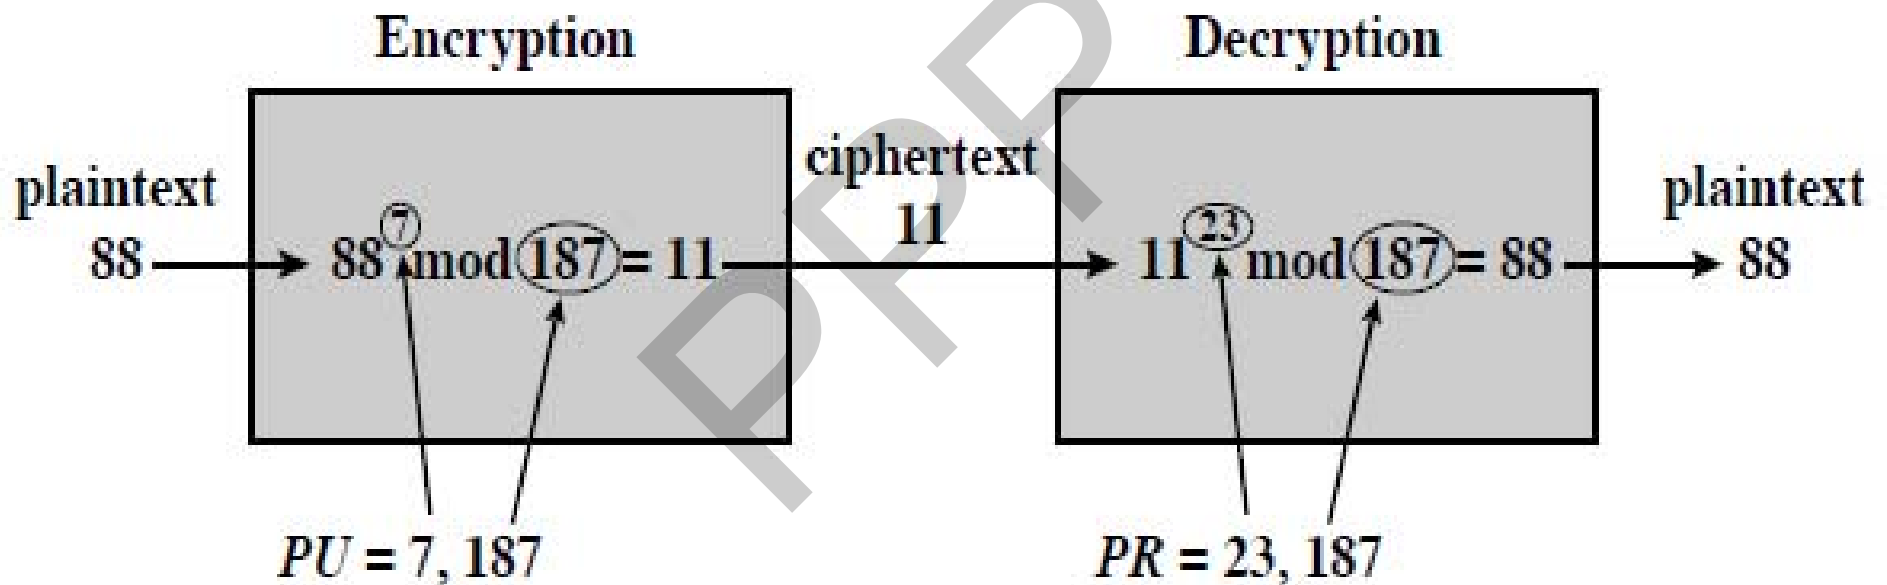 Encryption
Decryption
plaintext
88
88^7 mod 187 = 11
ciphertext
11
11^23 mod 187 = 88
plaintext
88
PU = 7, 187
PR = 23, 187
PPP